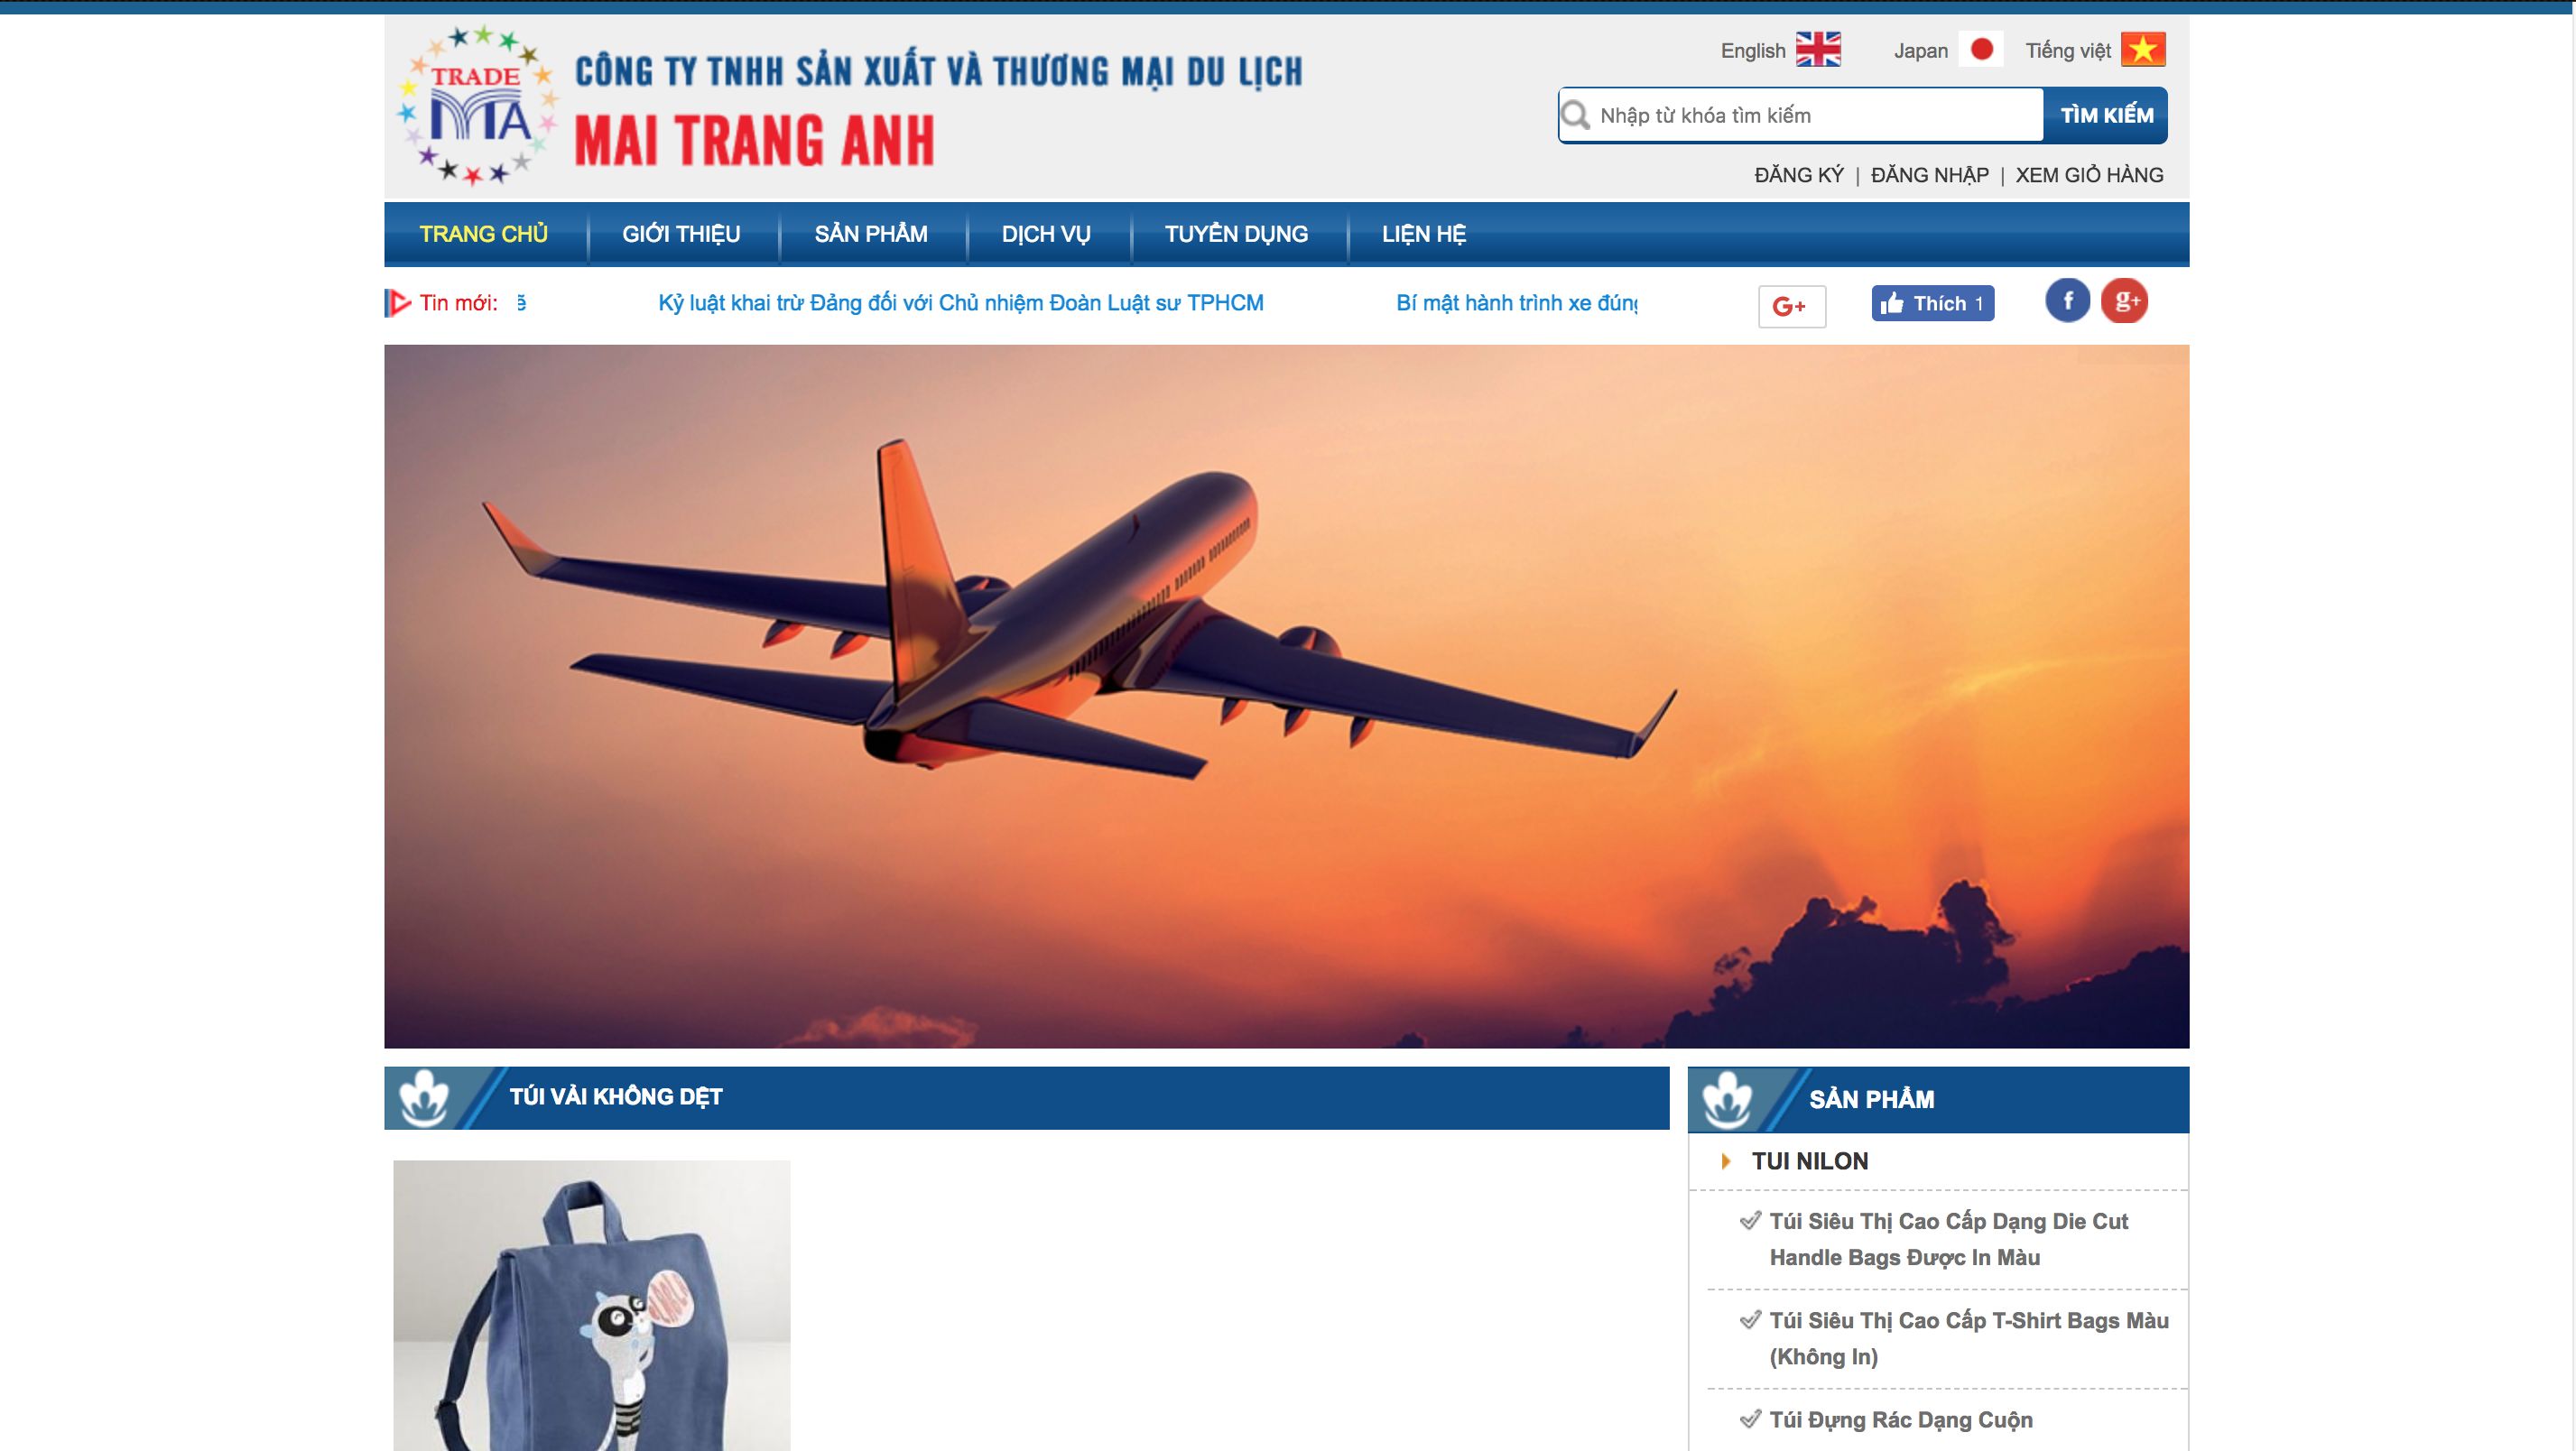 TRADE
MTA
CÔNG TY TNHH SẢN XUẤT VÀ THƯƠNG MẠI DU LỊCH
MAI TRANG ANH
English
Japan
Tiếng việt
Nhập từ khóa tìm kiếm
TÌM KIẾM
ĐĂNG KÝ | ĐĂNG NHẬP | XEM GIỎ HÀNG
TRANG CHỦ
GIỚI THIỆU
SẢN PHẨM
DỊCH VỤ
TUYỂN DỤNG
LIÊN HỆ
Tin mới:
Kỷ luật khai trừ Đảng đối với Chủ nhiệm Đoàn Luật sư TPHCM
Bí mật hành trình xe đúng
G+
Thích 1
f
g+
TÚI VẢI KHÔNG DỆT
SẢN PHẨM
TUI NILON
Túi Siêu Thị Cao Cấp Dạng Die Cut
Handle Bags Được In Màu
Túi Siêu Thị Cao Cấp T-Shirt Bags Màu
(Không In)
Túi Đựng Rác Dạng Cuộn